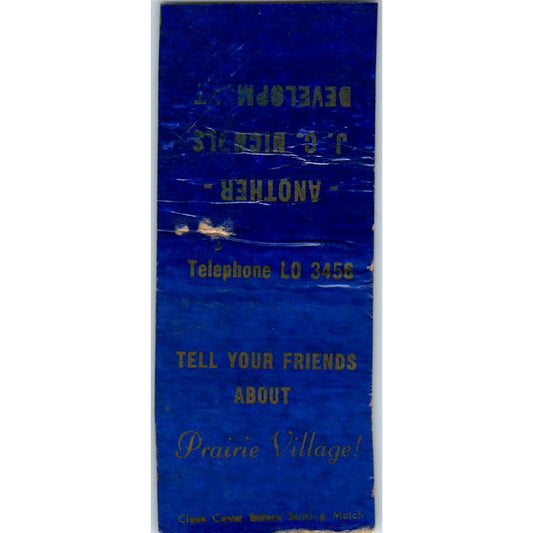 - ANOTHER -
J. C. NICHOLS
DEVELOPMENT
Telephone LO 3456
TELL YOUR FRIENDS
ABOUT
Prairie Village!
Close Cover Before Striking Match